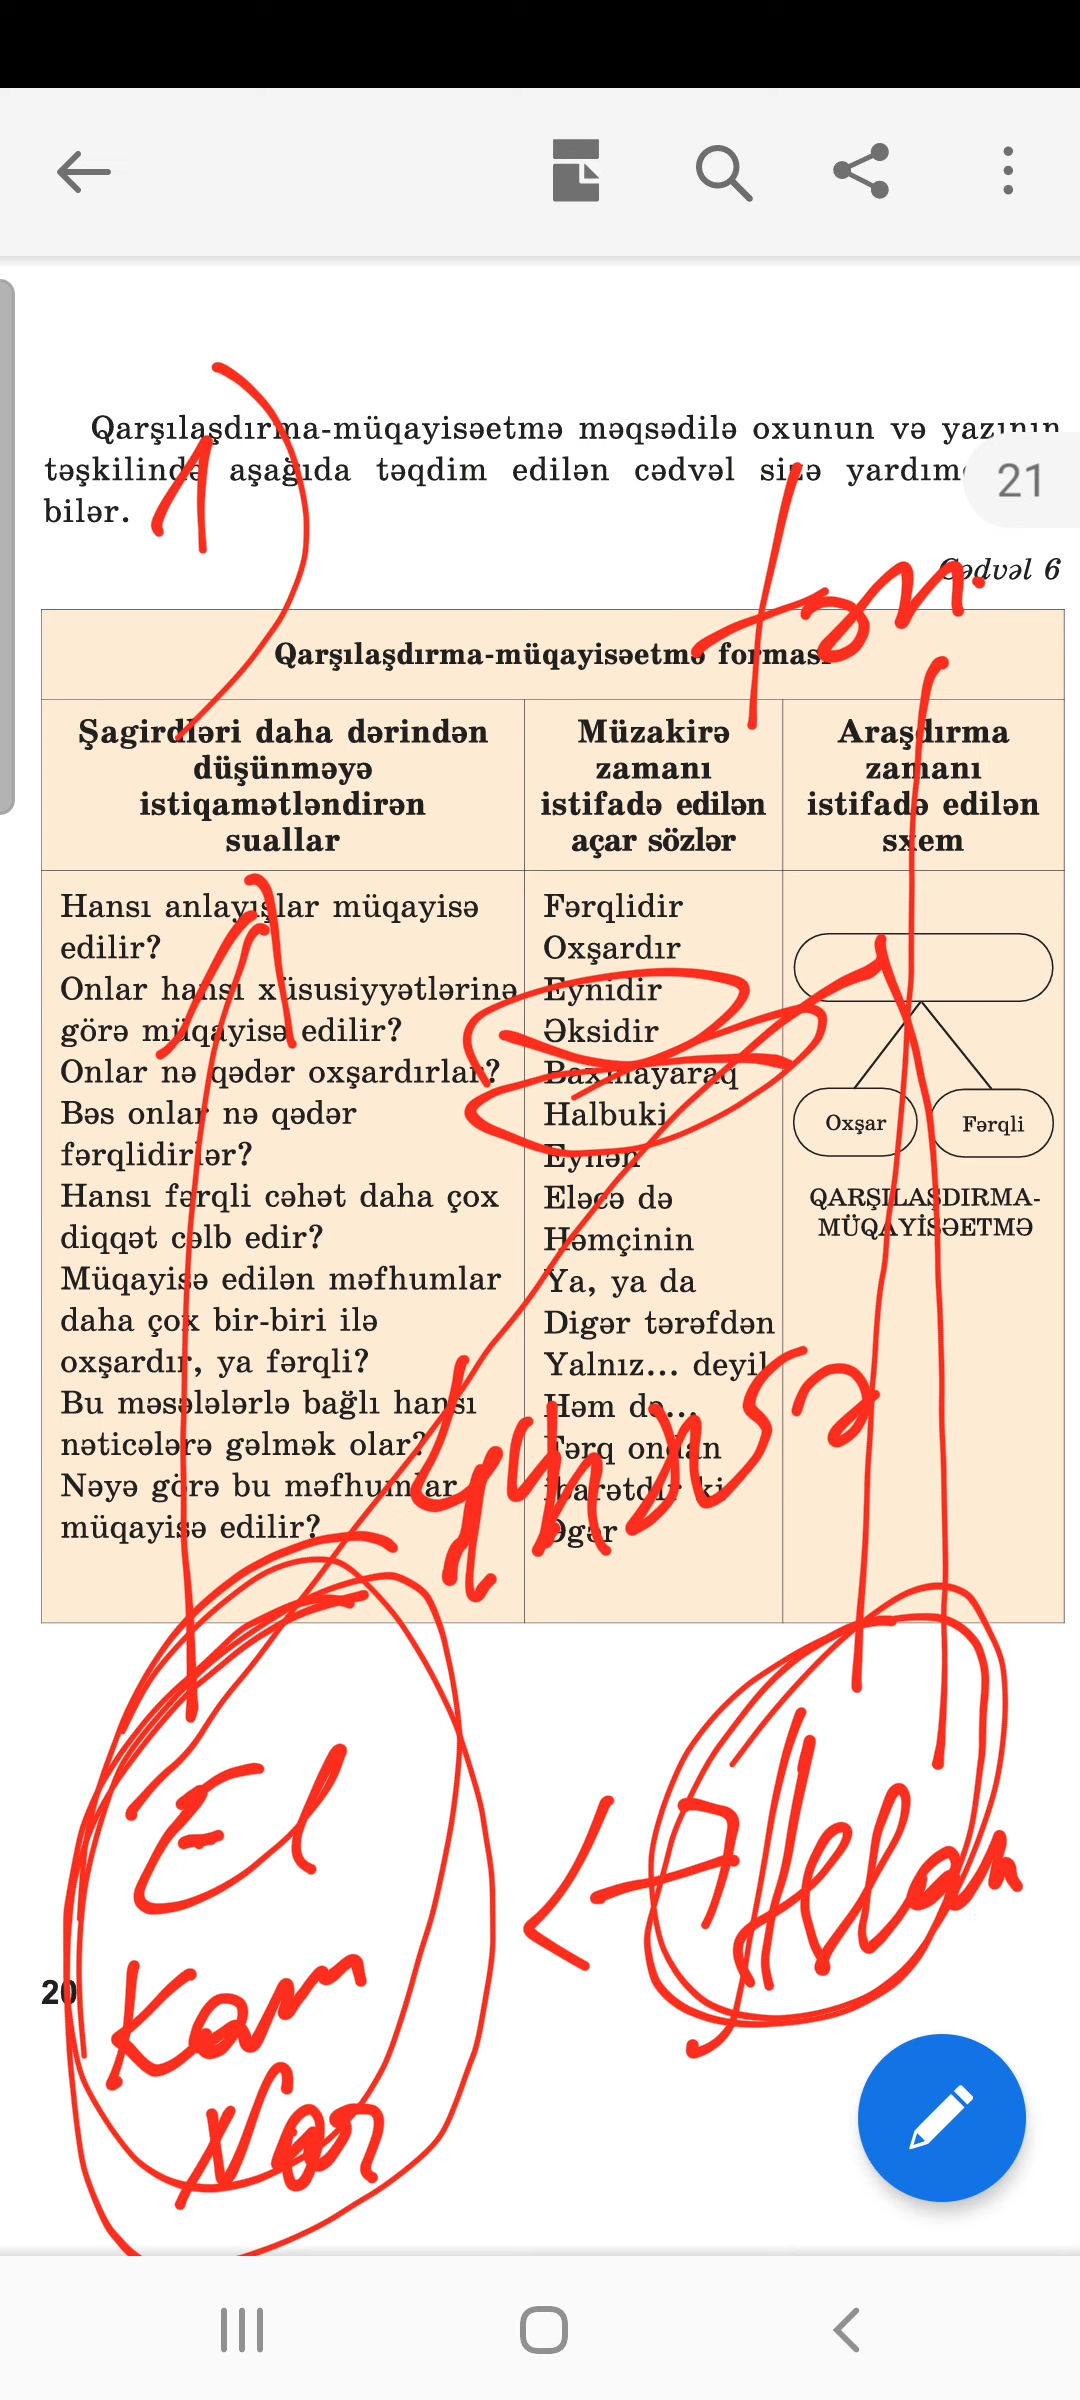 Qarşılaşdırma-müqayisəetmə məqsədilə oxunun və yazının
təşkilində aşağıda təqdim edilən cədvəl sizə
bilər.
21
Cədvəl 6
Qarşılaşdırma-müqayisəetmə forması
Şagirdləri daha dərindən
düşünməyə
istiqamətləndirən
suallar
Müzakirə
zamanı
istifadə edilən
açar sözlər
Araşdırma
zamanı
istifadə edilən
sxem
Hansı anlayışlar müqayisə
edilir?
Onlar hansı xüsusiyyətlərinə
görə müqayisə edilir?
Onlar nə qədər oxşardırlar?
Bəs onlar nə qədər
fərqlidirlər?
Hansı fərqli cəhət daha çox
diqqət cəlb edir?
Müqayisə edilən məfhumlar
daha çox bir-biri ilə
oxşardır, ya fərqli?
Bu məsələlərlə bağlı hansı
nəticələrə gəlmək olar?
Nəyə görə bu məfhumlar
müqayisə edilir?
Fərqlidir
Oxşardır
Eynidir
Əksidir
Baxmayaraq
Halbuki
Eynən
Eləcə də
Həmçinin
Ya, ya da
Digər tərəfdən
Yalnız... deyil
Həm də...
Fərq ondan
ibarətdir ki
Əgər
Oxşar
Fərqli
QARŞILAŞDIRMA-
MÜQAYİSƏETMƏ
1
El
Kam
Nar
20